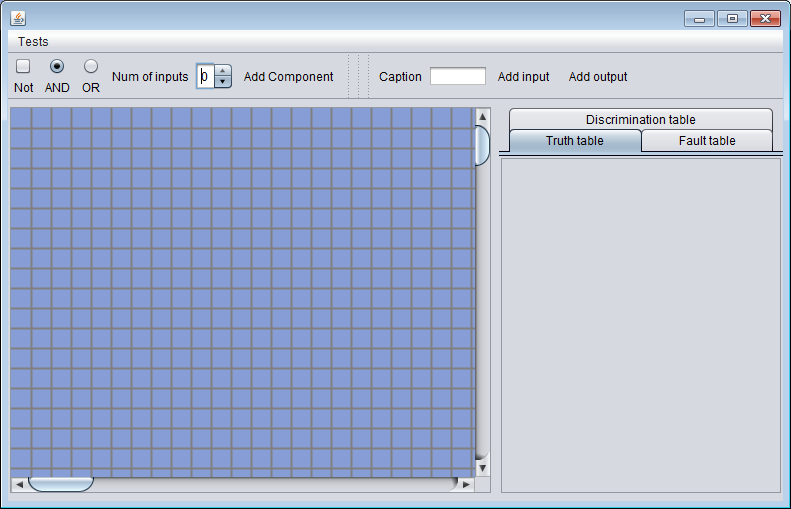 Tests
Not
AND
OR
Num of inputs
0
Add Component
Caption
Add input
Add output
Discrimination table
Truth table
Fault table